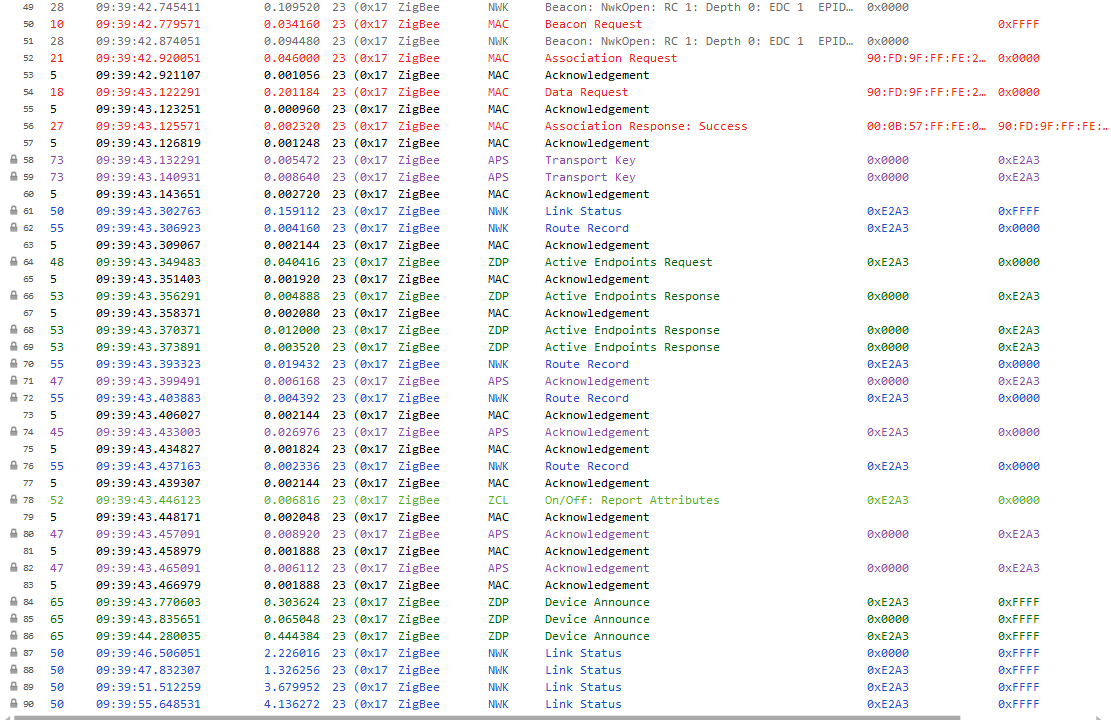 49 28 09:39:42.745411 0.109520 23 (0x17 ZigBee NWK Beacon: NwkOpen: RC 1: Depth 0: EDC 1 EPID… 0x0000
50 10 09:39:42.779571 0.034160 23 (0x17 ZigBee MAC Beacon Request 0xFFFF
51 28 09:39:42.874051 0.094480 23 (0x17 ZigBee NWK Beacon: NwkOpen: RC 1: Depth 0: EDC 1 EPID… 0x0000
52 21 09:39:42.920051 0.046000 23 (0x17 ZigBee MAC Association Request 90:FD:9F:FF:FE:2… 0x0000
53 5 09:39:42.921107 0.001056 23 (0x17 ZigBee MAC Acknowledgement
54 18 09:39:43.122291 0.201184 23 (0x17 ZigBee MAC Data Request 90:FD:9F:FF:FE:2… 0x0000
55 5 09:39:43.123251 0.000960 23 (0x17 ZigBee MAC Acknowledgement
56 27 09:39:43.125571 0.002320 23 (0x17 ZigBee MAC Association Response: Success 00:0B:57:FF:FE:0… 90:FD:9F:FF:FE:…
57 5 09:39:43.126819 0.001248 23 (0x17 ZigBee MAC Acknowledgement
58 73 09:39:43.132291 0.005472 23 (0x17 ZigBee APS Transport Key 0x0000 0xE2A3
59 73 09:39:43.140931 0.008640 23 (0x17 ZigBee APS Transport Key 0x0000 0xE2A3
60 5 09:39:43.143651 0.002720 23 (0x17 ZigBee MAC Acknowledgement
61 50 09:39:43.302763 0.159112 23 (0x17 ZigBee NWK Link Status 0xE2A3 0xFFFF
62 55 09:39:43.306923 0.004160 23 (0x17 ZigBee NWK Route Record 0xE2A3 0x0000
63 5 09:39:43.309067 0.002144 23 (0x17 ZigBee MAC Acknowledgement
64 48 09:39:43.349483 0.040416 23 (0x17 ZigBee ZDP Active Endpoints Request 0xE2A3 0x0000
65 5 09:39:43.351403 0.001920 23 (0x17 ZigBee MAC Acknowledgement
66 53 09:39:43.356291 0.004888 23 (0x17 ZigBee ZDP Active Endpoints Response 0x0000 0xE2A3
67 5 09:39:43.358371 0.002080 23 (0x17 ZigBee MAC Acknowledgement
68 53 09:39:43.370371 0.012000 23 (0x17 ZigBee ZDP Active Endpoints Response 0x0000 0xE2A3
69 53 09:39:43.373891 0.003520 23 (0x17 ZigBee ZDP Active Endpoints Response 0x0000 0xE2A3
70 55 09:39:43.393323 0.019432 23 (0x17 ZigBee NWK Route Record 0xE2A3 0x0000
71 47 09:39:43.399491 0.006168 23 (0x17 ZigBee APS Acknowledgement 0x0000 0xE2A3
72 55 09:39:43.403883 0.004392 23 (0x17 ZigBee NWK Route Record 0xE2A3 0x0000
73 5 09:39:43.406027 0.002144 23 (0x17 ZigBee MAC Acknowledgement
74 45 09:39:43.433003 0.026976 23 (0x17 ZigBee APS Acknowledgement 0xE2A3 0x0000
75 5 09:39:43.434827 0.001824 23 (0x17 ZigBee MAC Acknowledgement
76 55 09:39:43.437163 0.002336 23 (0x17 ZigBee NWK Route Record 0xE2A3 0x0000
77 5 09:39:43.439307 0.002144 23 (0x17 ZigBee MAC Acknowledgement
78 52 09:39:43.446123 0.006816 23 (0x17 ZigBee ZCL On/Off: Report Attributes 0xE2A3 0x0000
79 5 09:39:43.448171 0.002048 23 (0x17 ZigBee MAC Acknowledgement
80 47 09:39:43.457091 0.008920 23 (0x17 ZigBee APS Acknowledgement 0x0000 0xE2A3
81 5 09:39:43.458979 0.001888 23 (0x17 ZigBee MAC Acknowledgement
82 47 09:39:43.465091 0.006112 23 (0x17 ZigBee APS Acknowledgement 0x0000 0xE2A3
83 5 09:39:43.466979 0.001888 23 (0x17 ZigBee MAC Acknowledgement
84 65 09:39:43.770603 0.303624 23 (0x17 ZigBee ZDP Device Announce 0xE2A3 0xFFFF
85 65 09:39:43.835651 0.065048 23 (0x17 ZigBee ZDP Device Announce 0x0000 0xFFFF
86 65 09:39:44.280035 0.444384 23 (0x17 ZigBee ZDP Device Announce 0xE2A3 0xFFFF
87 50 09:39:46.506051 2.226016 23 (0x17 ZigBee NWK Link Status 0x0000 0xFFFF
88 50 09:39:47.832307 1.326256 23 (0x17 ZigBee NWK Link Status 0xE2A3 0xFFFF
89 50 09:39:51.512259 3.679952 23 (0x17 ZigBee NWK Link Status 0xE2A3 0xFFFF
90 50 09:39:55.648531 4.136272 23 (0x17 ZigBee NWK Link Status 0xE2A3 0xFFFF